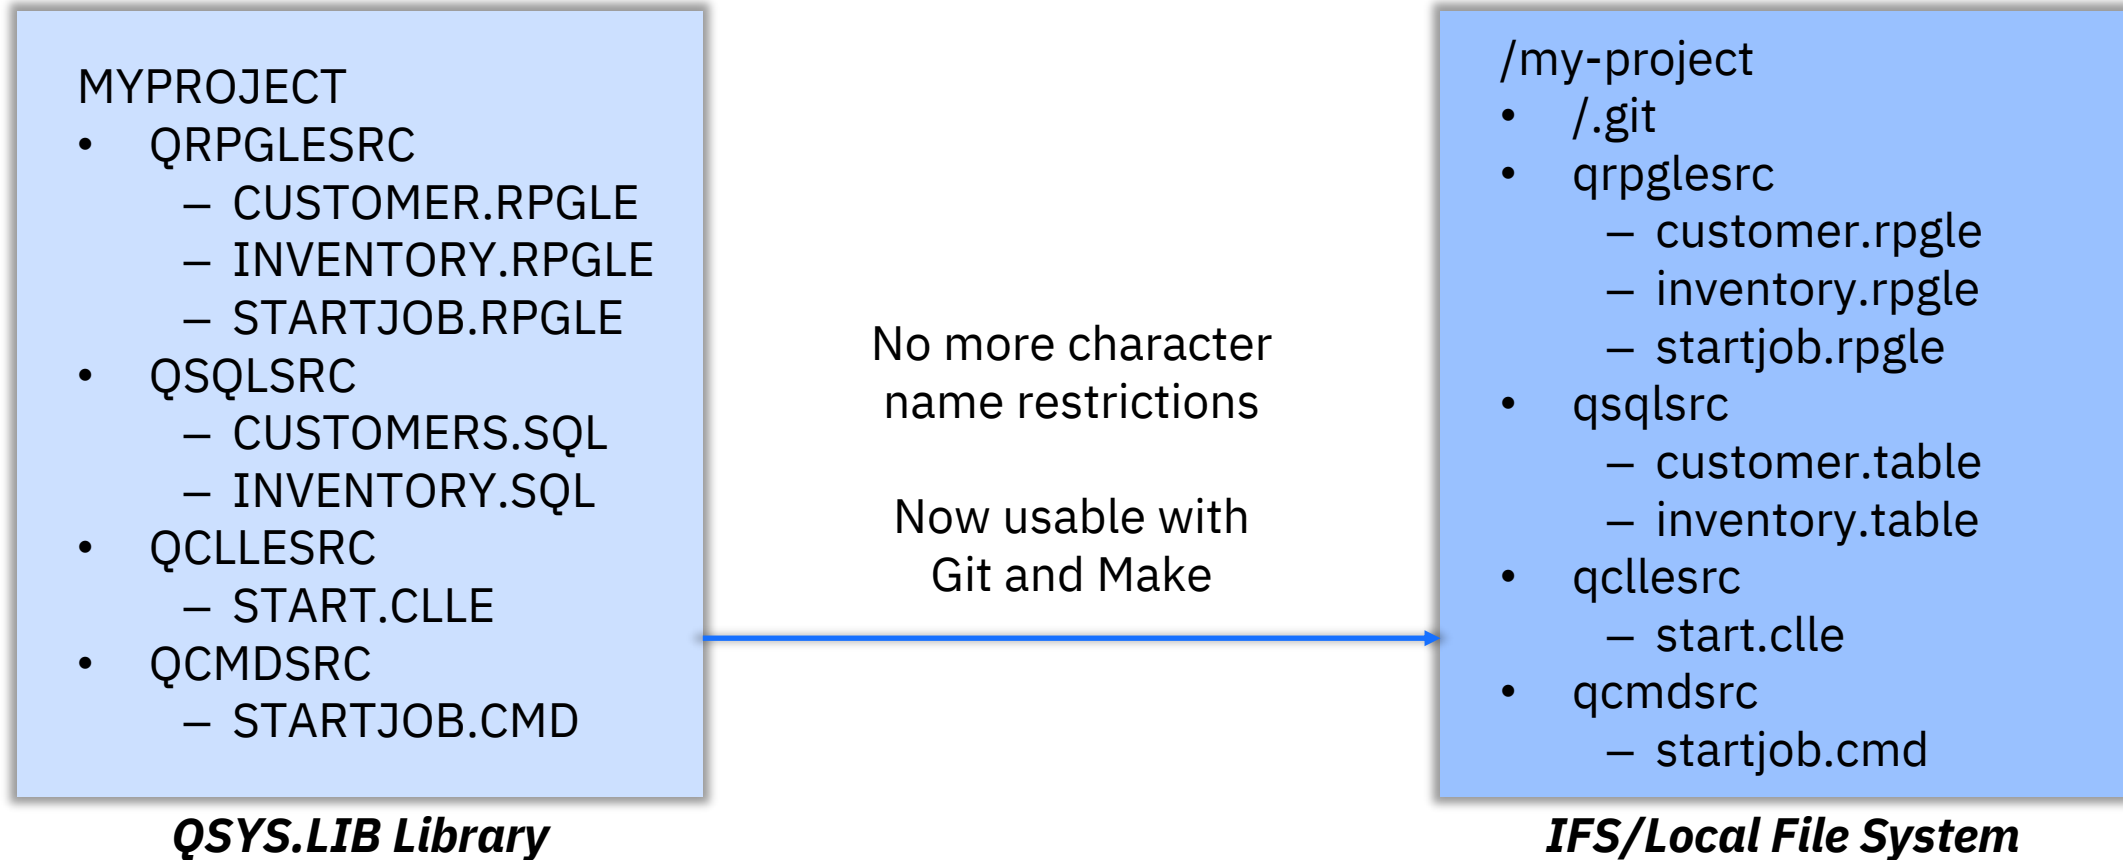 MYPROJECT
• QRPGLESRC
– CUSTOMER.RPGLE
– INVENTORY.RPGLE
– STARTJOB.RPGLE
• QSQLSRC
– CUSTOMERS.SQL
– INVENTORY.SQL
• QCLLESRC
– START.CLLE
• QCMDSRC
– STARTJOB.CMD
QSYS.LIB Library
No more character
name restrictions
Now usable with
Git and Make
/my-project
• /.git
• qrpglesrc
– customer.rpgle
– inventory.rpgle
– startjob.rpgle
• qsqlsrc
– customer.table
– inventory.table
• qcllesrc
– start.clle
• qcmdsrc
– startjob.cmd
IFS/Local File System